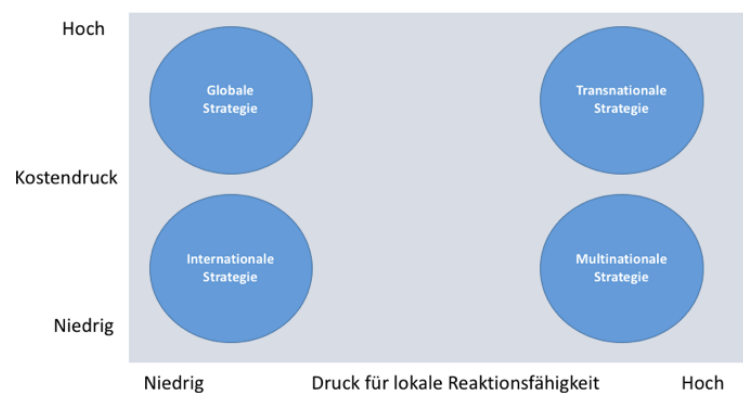 Hoch
Globale
Strategie
Transnationale
Strategie
Kostendruck
Internationale
Strategie
Multinationale
Strategie
Niedrig
Niedrig Druck für lokale Reaktionsfähigkeit Hoch